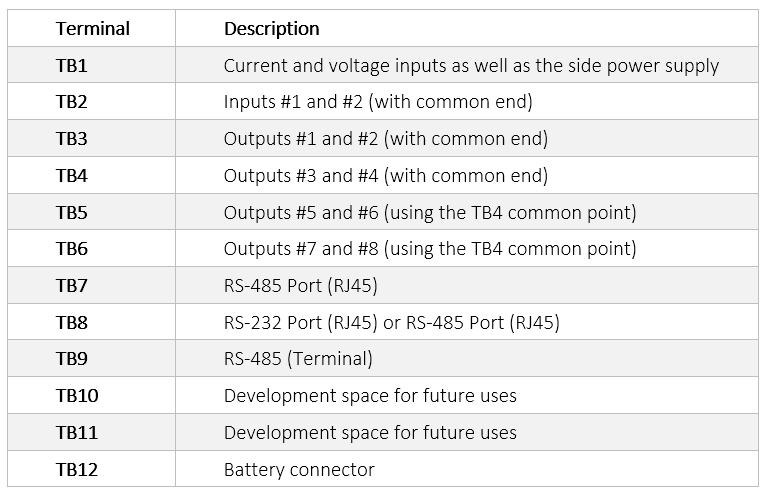 Terminal Description
TB1 Current and voltage inputs as well as the side power supply
TB2 Inputs #1 and #2 (with common end)
TB3 Outputs #1 and #2 (with common end)
TB4 Outputs #3 and #4 (with common end)
TB5 Outputs #5 and #6 (using the TB4 common point)
TB6 Outputs #7 and #8 (using the TB4 common point)
TB7 RS-485 Port (RJ45)
TB8 RS-232 Port (RJ45) or RS-485 Port (RJ45)
TB9 RS-485 (Terminal)
TB10 Development space for future uses
TB11 Development space for future uses
TB12 Battery connector